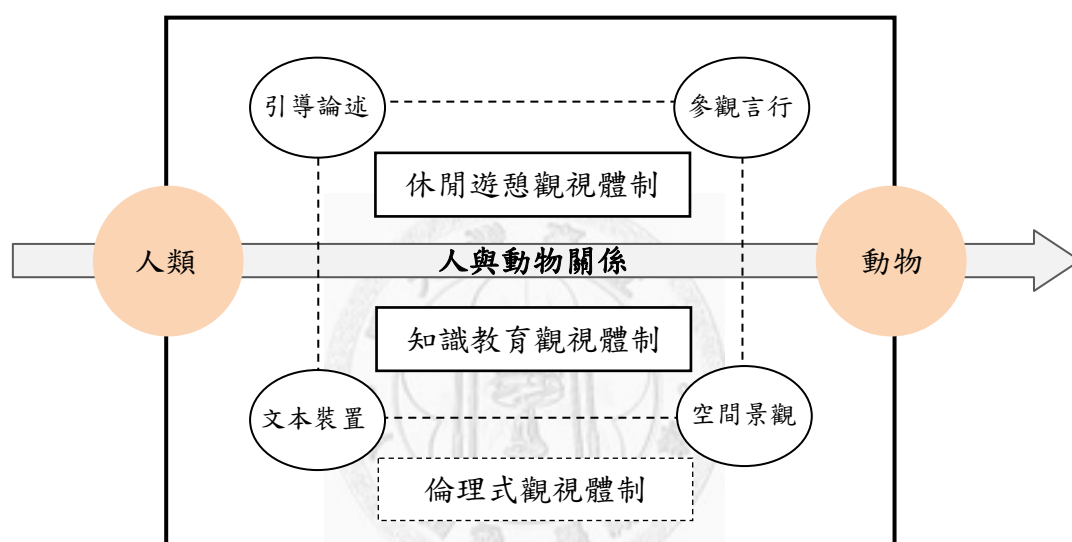 引導論述
參觀言行
休閒遊憩觀視體制
人類
人與動物關係
動物
知識教育觀視體制
文本裝置
空間景觀
倫理式觀視體制